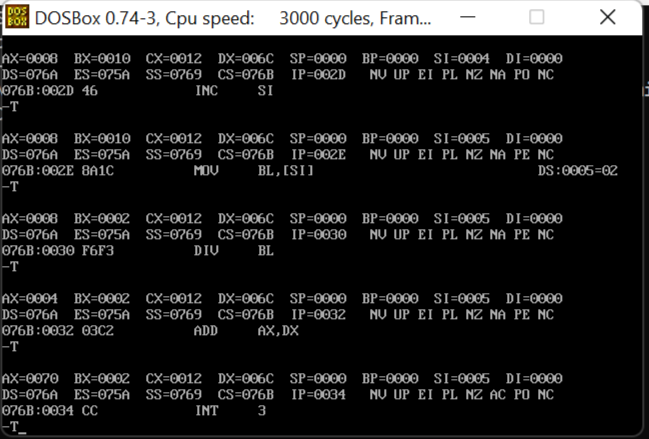 DOS
BOX
DOSBox 0.74-3, Cpu speed: 3000 cycles, Fram...
AX=0008 BX=0010 CX=0012 DX=006C SP=0000 BP=0000 SI=0004 DI=0000
DS=076A ES=075A SS=0769 CS=076B IP=002D NV UP EI PL NZ NA PO NC
076B:002D 46 INC SI
-T
AX=0008 BX=0010 CX=0012 DX=006C SP=0000 BP=0000 SI=0005 DI=0000
DS=076A ES=075A SS=0769 CS=076B IP=002E NV UP EI PL NZ NA PE NC
076B:002E 8A1C MOV BL,[SI] DS:0005=02
-T
AX=0008 BX=0002 CX=0012 DX=006C SP=0000 BP=0000 SI=0005 DI=0000
DS=076A ES=075A SS=0769 CS=076B IP=0030 NV UP EI PL NZ NA PE NC
076B:0030 F6F3 DIV BL
-T
AX=0004 BX=0002 CX=0012 DX=006C SP=0000 BP=0000 SI=0005 DI=0000
DS=076A ES=075A SS=0769 CS=076B IP=0032 NV UP EI PL NZ NA PE NC
076B:0032 03C2 ADD AX,DX
-T
AX=0070 BX=0002 CX=0012 DX=006C SP=0000 BP=0000 SI=0005 DI=0000
DS=076A ES=075A SS=0769 CS=076B IP=0034 NV UP EI PL NZ AC PO NC
076B:0034 CC INT 3
-T_